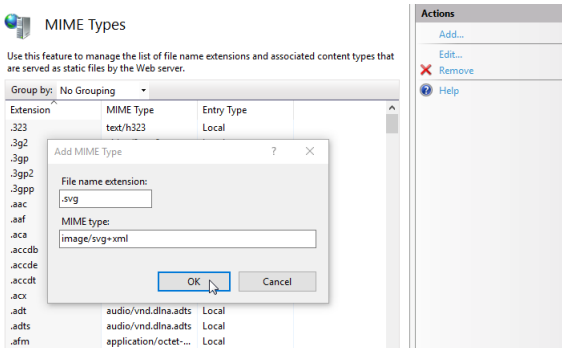 MIME Types
Use this feature to manage the list of file name extensions and associated content types that
are served as static files by the Web server.
Group by: No Grouping
Extension MIME Type Entry Type
.323 text/h323 Local
.3g2
.3gp
.3gp2
.3gpp
.aac
.aaf
.aca
.accdb
.accde
.accdt
.acx
.adt audio/vnd.dlna.adts Local
.adts audio/vnd.dlna.adts Local
.afm application/octet-... Local
Add MIME Type ?
File name extension:
.svg
MIME type:
image/svg+xml
OK Cancel
Actions
Add...
Edit...
Remove
Help